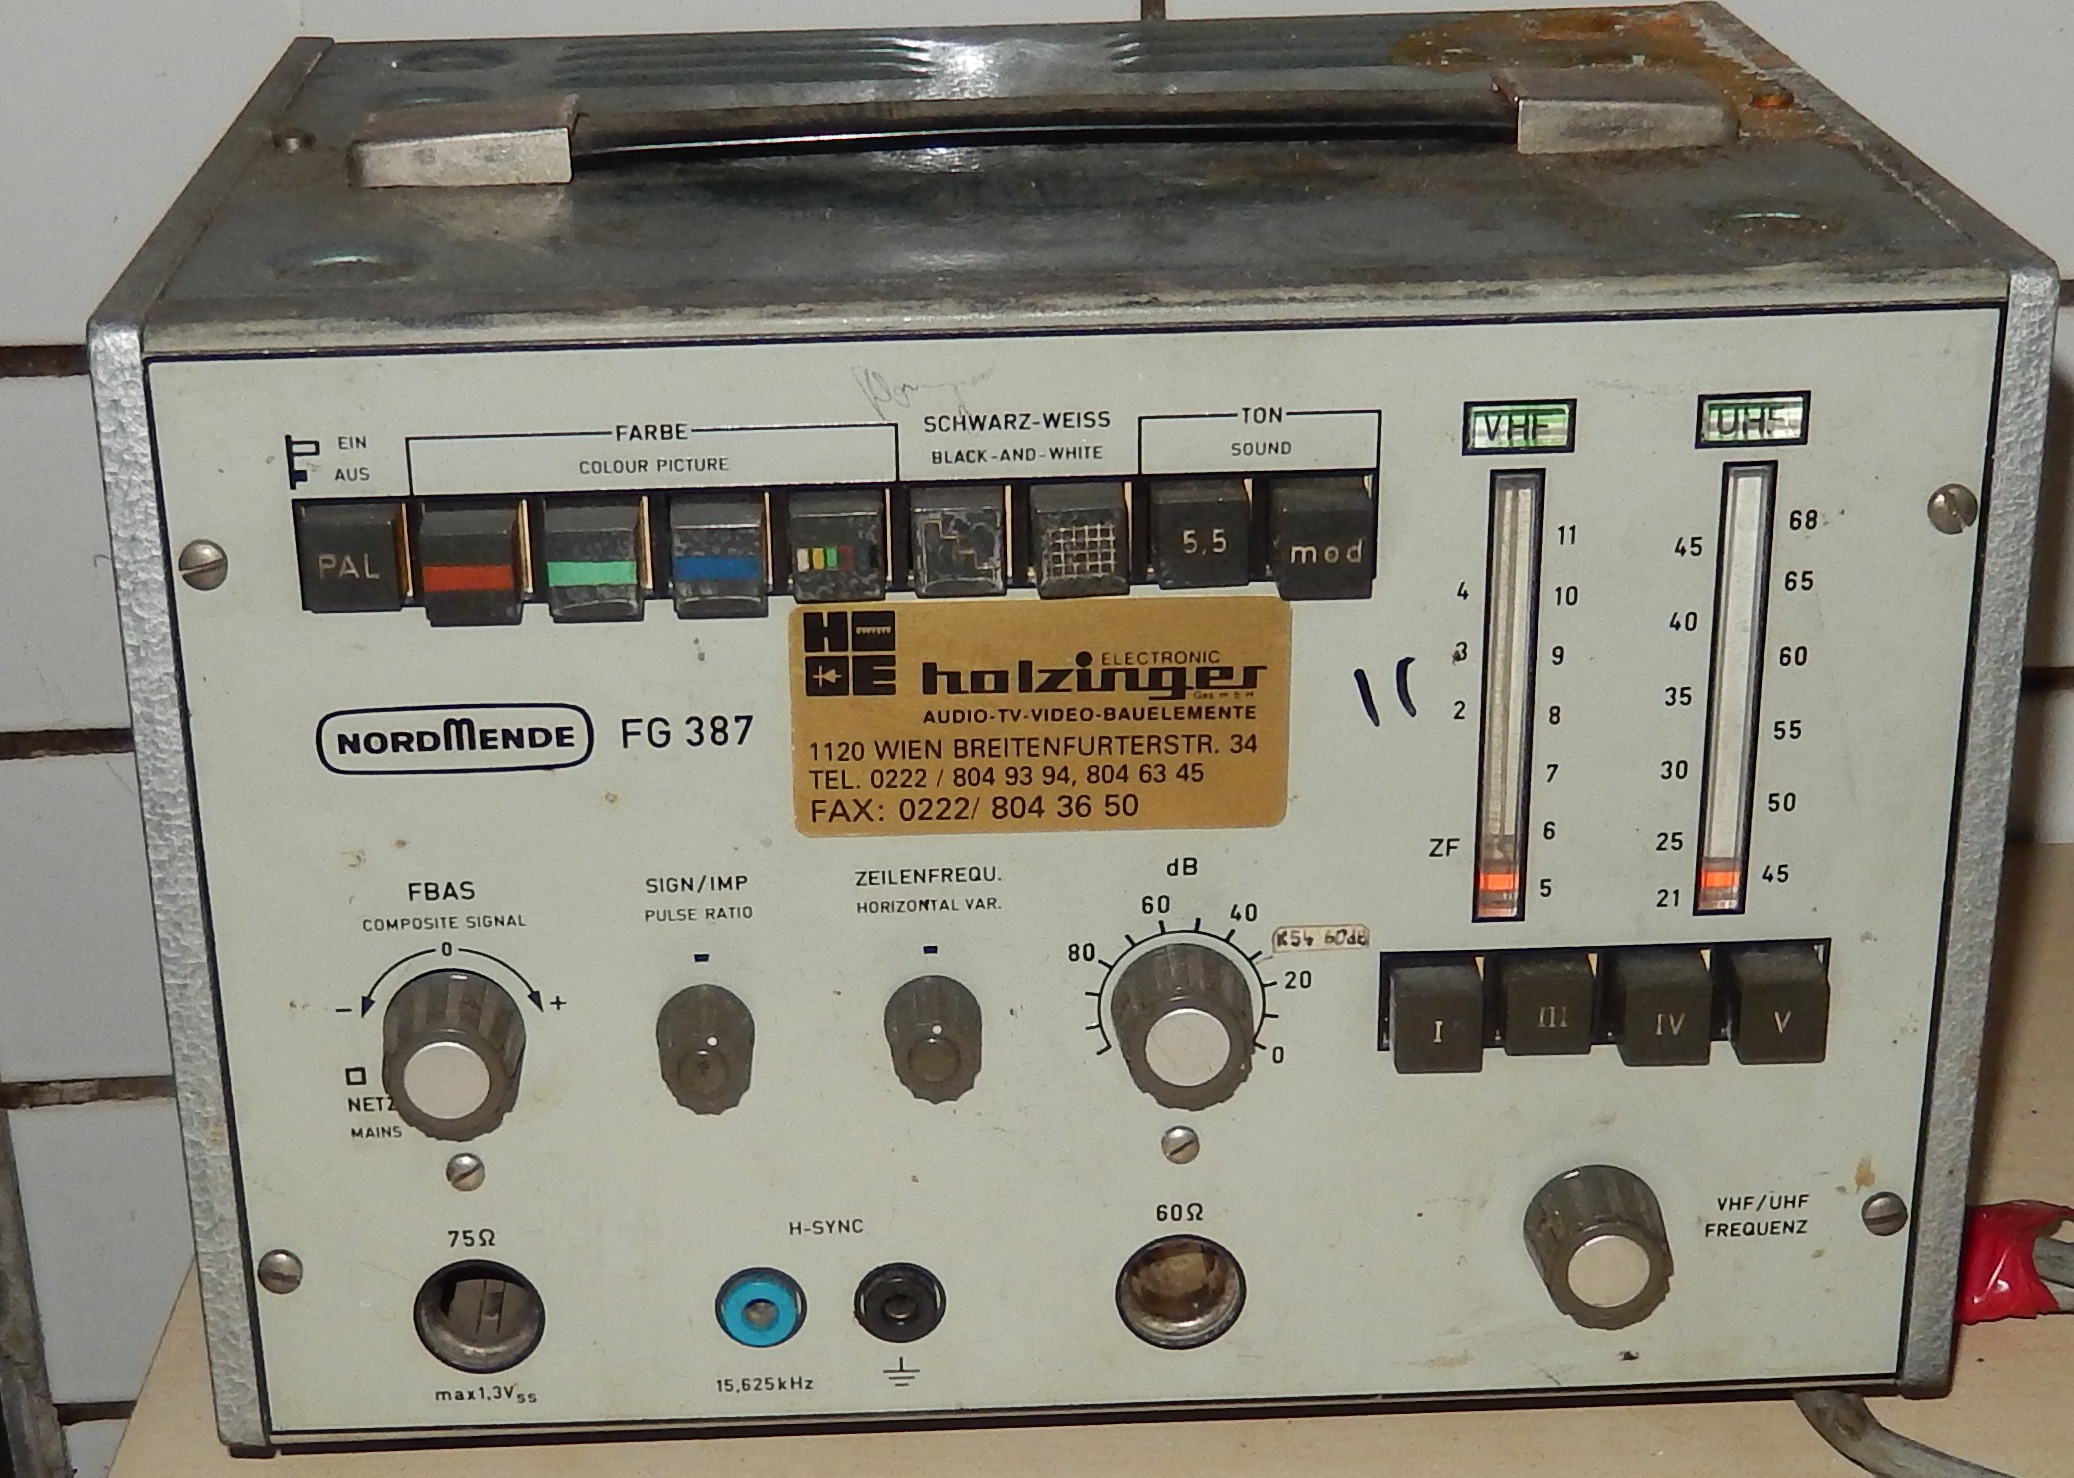 EIN
AUS
FARBE
COLOUR PICTURE
SCHWARZ-WEISS
BLACK-AND-WHITE
TON
SOUND
PAL
5,5
mod
VHF
UHF
11
4
10
3
9
2
8
7
6
ZF
5
68
45
65
40
60
35
55
30
50
25
45
21
NORDMENDE FG 387
H
E
ELECTRONIC
holzinger
Ges m b H
AUDIO-TV-VIDEO-BAUELEMENTE
1120 WIEN BREITENFURTERSTR. 34
TEL. 0222 / 804 93 94, 804 63 45
FAX: 0222/ 804 36 50
FBAS
COMPOSITE SIGNAL
0
- +
NETZ
MAINS
SIGN/IMP
PULSE RATIO
ZEILENFREQU.
HORIZONTAL VAR.
dB
80
60
40
20
0
K54 60dB
I
III
IV
V
VHF/UHF
FREQUENZ
75Ω
max1,3Vss
H-SYNC
15,625kHz
60Ω